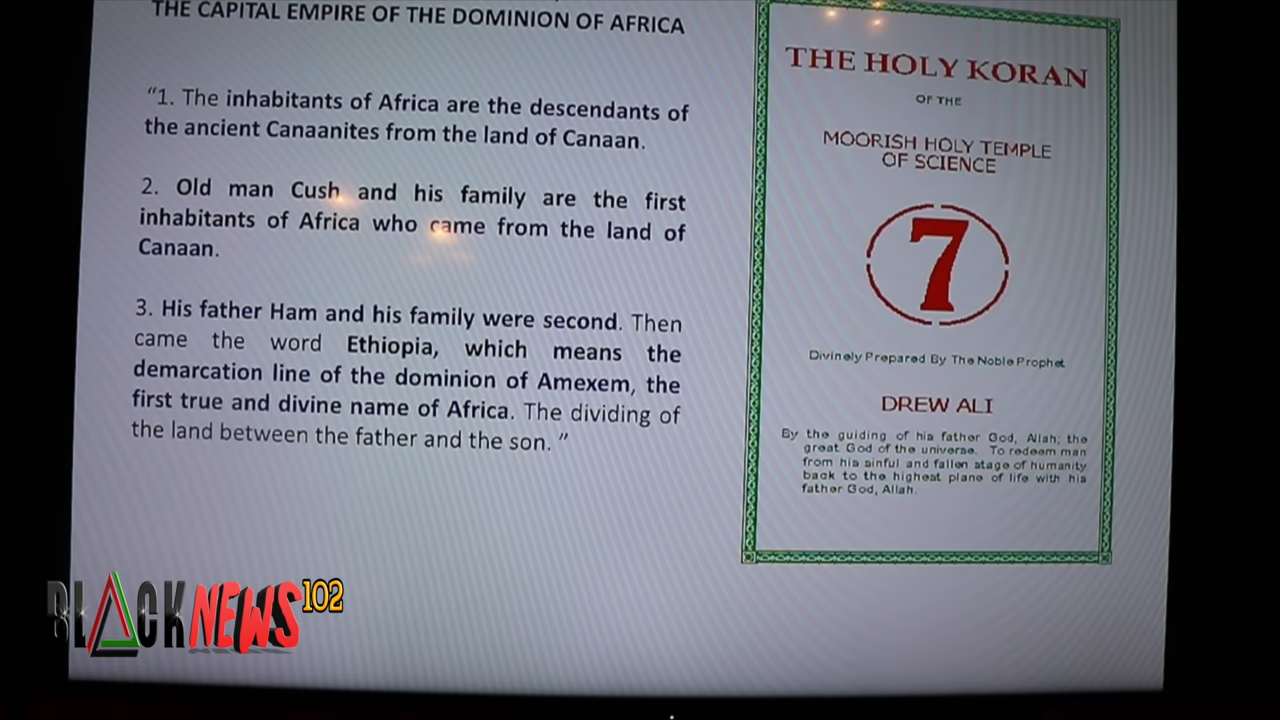 THE CAPITAL EMPIRE OF THE DOMINION OF AFRICA
“1. The inhabitants of Africa are the descendants of
the ancient Canaanites from the land of Canaan.
2. Old man Cush and his family are the first
inhabitants of Africa who came from the land of
Canaan.
3. His father Ham and his family were second. Then
came the word Ethiopia, which means the
demarcation line of the dominion of Amexem, the
first true and divine name of Africa. The dividing of
the land between the father and the son. ”
THE HOLY KORAN
OF THE
MOORISH HOLY TEMPLE
OF SCIENCE
7
Divinely Prepared By The Noble Prophet
DREW ALI
By the guiding of his father God, Allah; the
great God of the universe. To redeem man
from his sinful and fallen stage of humanity
back to the highest plane of life with his
father God, Allah.
BLACK NEWS 102